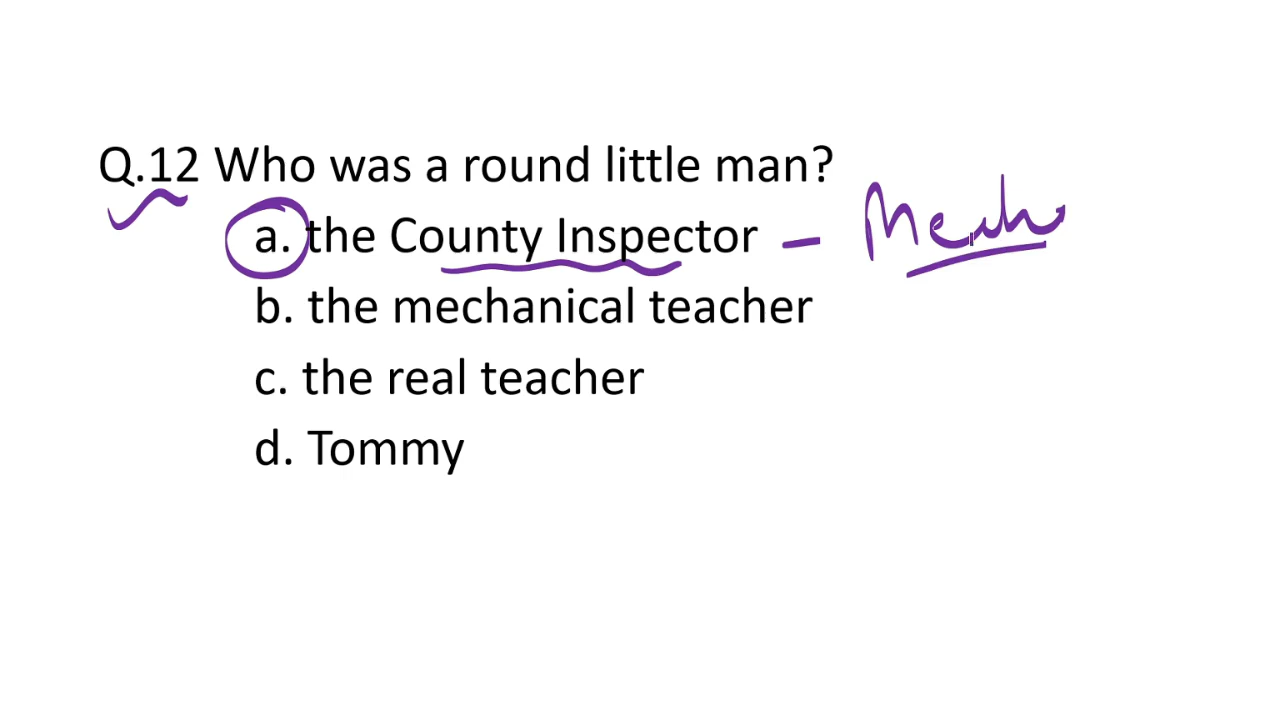 Q.12 Who was a round little man?
a. the County Inspector –
b. the mechanical teacher
c. the real teacher
d. Tommy